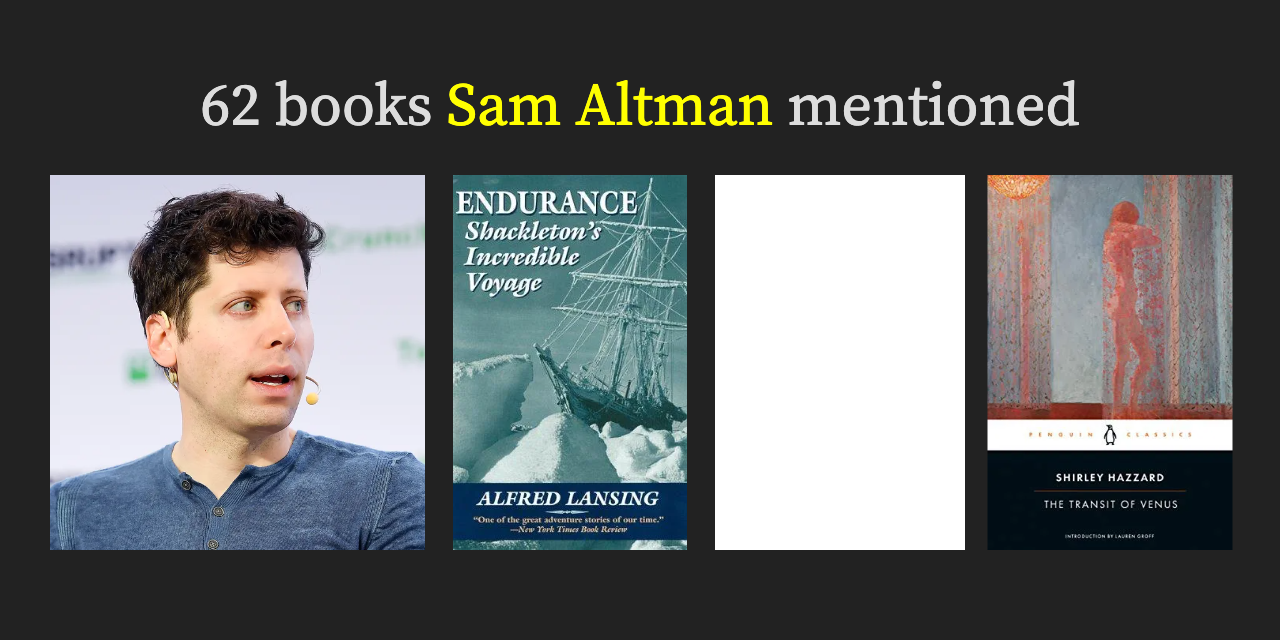 62 books Sam Altman mentioned
ENDURANCE
Shackleton's
Incredible
Voyage
ALFRED LANSING
“One of the great adventure stories of our time.”
—New York Times Book Review
PENGUIN CLASSICS
SHIRLEY HAZZARD
THE TRANSIT OF VENUS
INTRODUCTION BY LAUREN GROFF